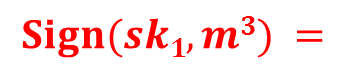 Sign(sk₁, m³) =